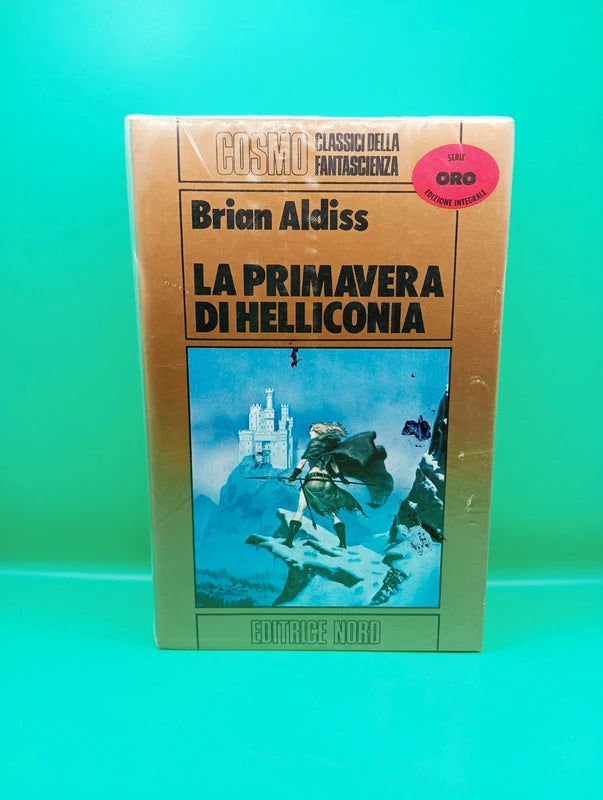 COSMO
CLASSICI DELLA
FANTASCIENZA
SERIE
ORO
EDIZIONE INTEGRALE
Brian Aldiss
LA PRIMAVERA
DI HELLICONIA
EDITRICE NORD